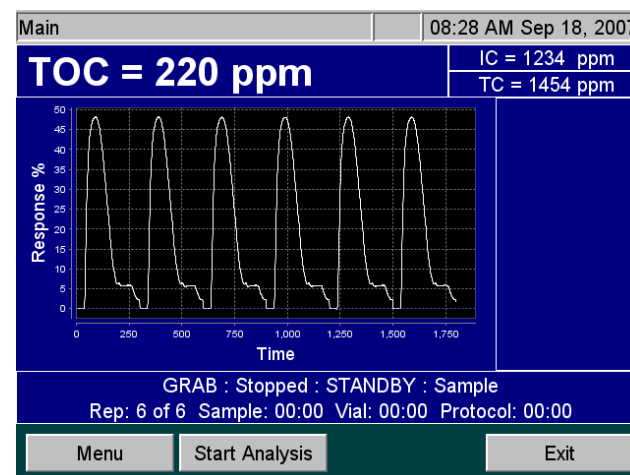 Main
08:28 AM Sep 18, 2007
TOC = 220 ppm
IC = 1234 ppm
TC = 1454 ppm
50
45
40
35
30
25
20
15
10
5
0
Response %
0 250 500 750 1,000 1,250 1,500 1,750
Time
GRAB : Stopped : STANDBY : Sample
Rep: 6 of 6 Sample: 00:00 Vial: 00:00 Protocol: 00:00
Menu
Start Analysis
Exit